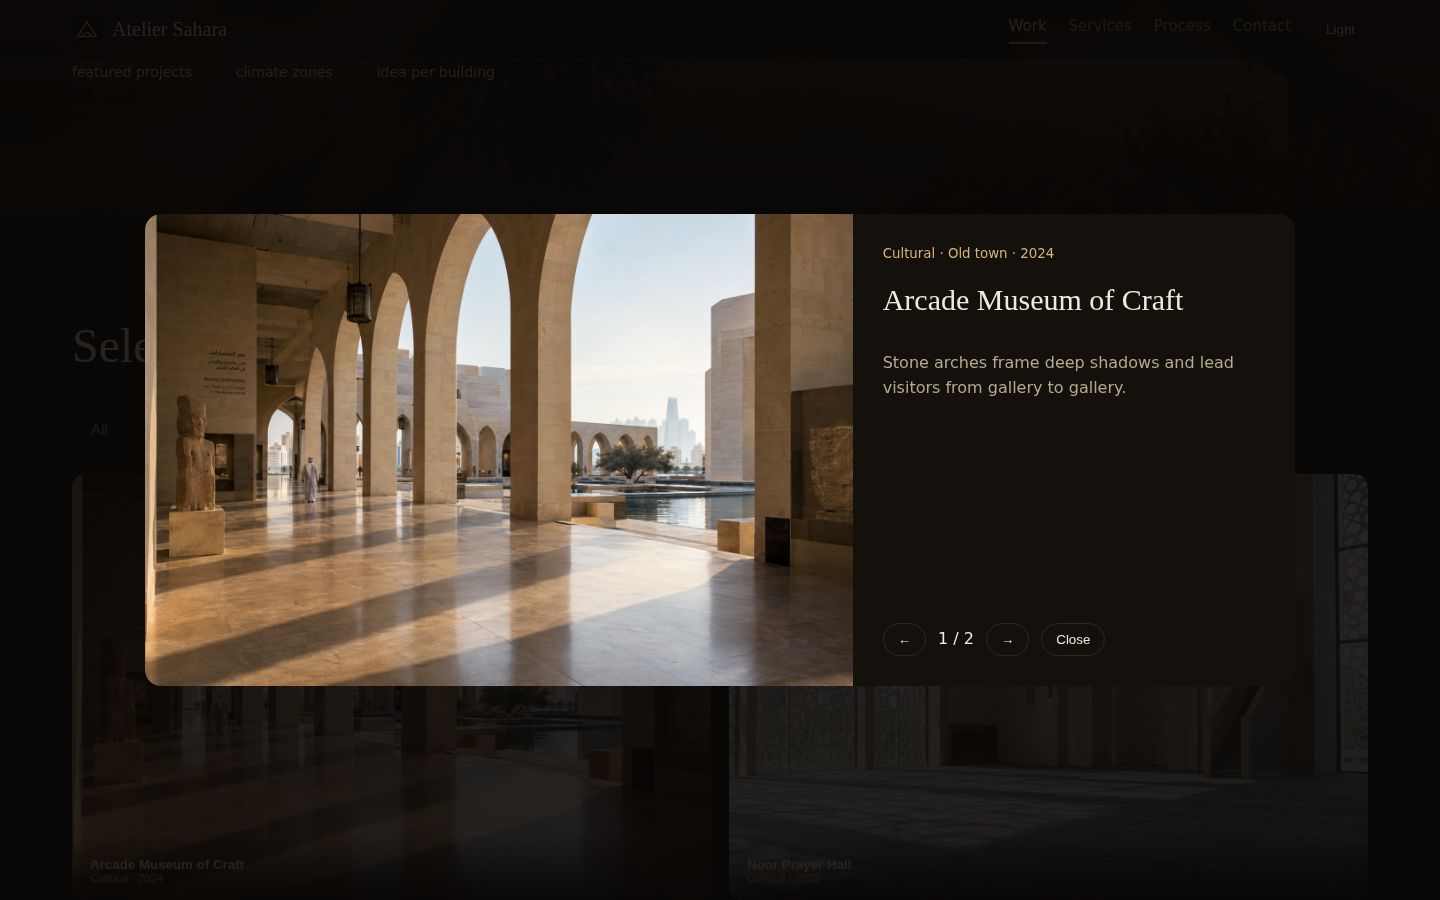 Atelier Sahara
Work
Services
Process
Contact
Light
featured projects
climate zones
idea per building
Sele
All
Cultural · Old town · 2024
Arcade Museum of Craft
Stone arches frame deep shadows and lead
visitors from gallery to gallery.
← 1 / 2 → Close
Arcade Museum of Craft
Cultural · 2024
Noor Prayer Hall
Cultural · 2023